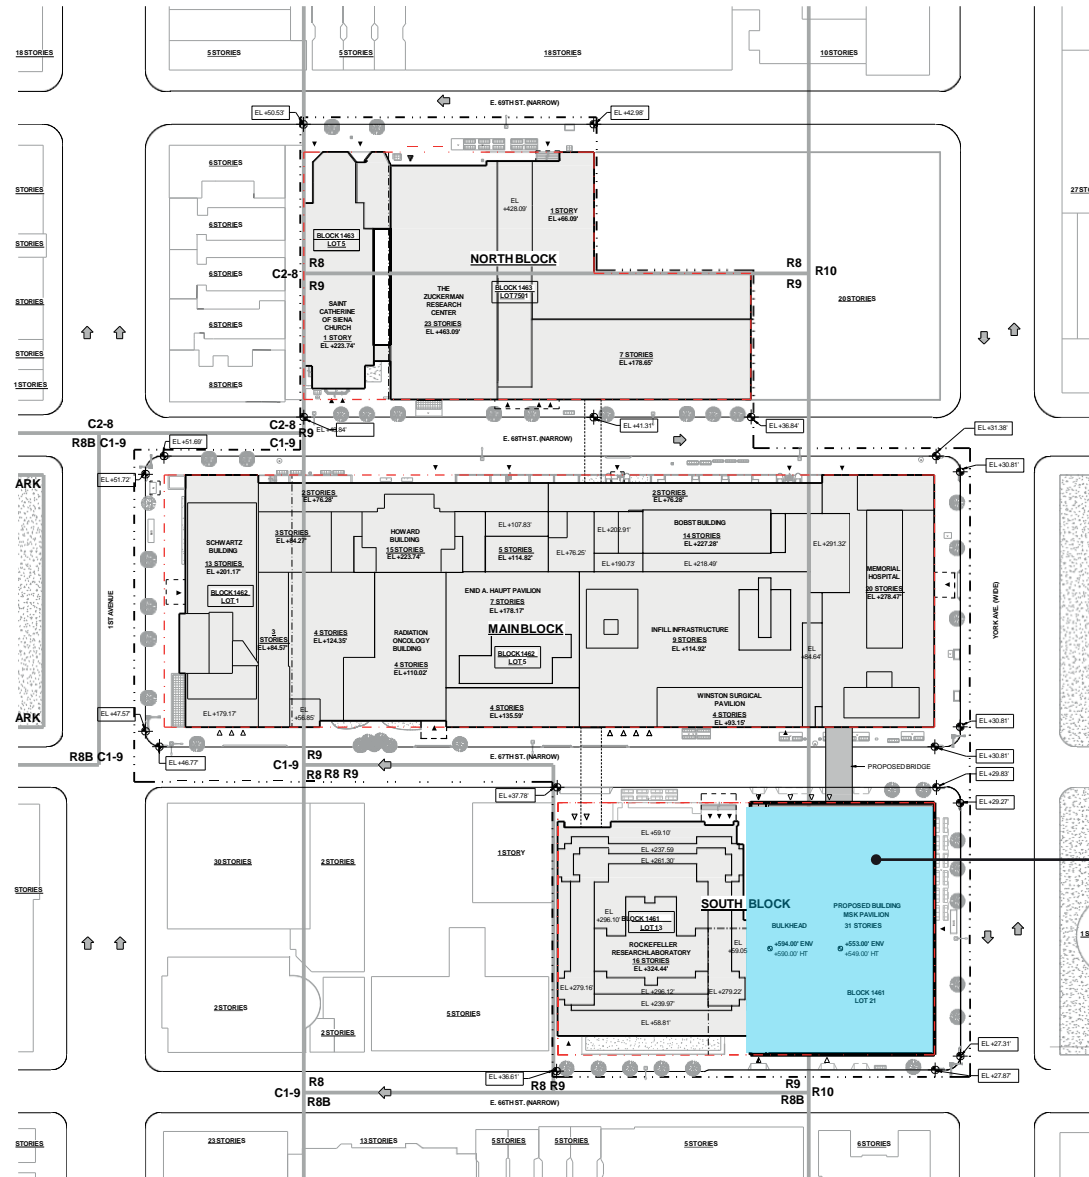 18 STORIES
5 STORIES
5 STORIES
18 STORIES
10 STORIES
E. 69TH ST. (NARROW)
EL +50.53'
EL +42.98'
6 STORIES
STORIES
27 ST
EL
+428.09'
1 STORY
EL +66.09'
6 STORIES
BLOCK 1463
LOT 5
STORIES
NORTH BLOCK
R8
R8
C2-8
R10
6 STORIES
R9
R9
BLOCK 1463
LOT 7501
THE
ZUCKERMAN
RESEARCH
CENTER
23 STORIES
EL +463.09'
SAINT
CATHERINE
OF SIENA
CHURCH
1 STORY
EL +223.74'
STORIES
20 STORIES
6 STORIES
STORIES
7 STORIES
EL +178.65'
8 STORIES
1 STORIES
C2-8
C2-8
R9
EL +41.31'
EL +36.84'
EL +31.38'
R8B C1-9
EL +51.69'
C1-9
E. 68TH ST. (NARROW)
EL +30.81'
EL +51.72'
ARK
2 STORIES
EL +76.28'
2 STORIES
EL +76.28'
3 STORIES
EL +84.27'
HOWARD
BUILDING
15 STORIES
EL +223.74'
EL +107.83'
5 STORIES
EL +114.82'
EL +202.91'
EL +76.25'
BOBST BUILDING
14 STORIES
EL +227.28'
EL +190.73'
EL +218.49'
EL +291.32'
SCHWARTZ
BUILDING
13 STORIES
EL +201.17'
BLOCK 1462
LOT 1
MEMORIAL
HOSPITAL
20 STORIES
EL +278.47'
1ST AVENUE
YORK AVE. (WIDE)
ENID A. HAUPT PAVILION
7 STORIES
EL +178.17'
MAIN BLOCK
BLOCK 1462
LOT 5
3
STORIES
EL +84.57'
4 STORIES
EL +124.35'
RADIATION
ONCOLOGY
BUILDING
4 STORIES
EL +110.02'
INFILL INFRASTRUCTURE
9 STORIES
EL +114.92'
EL
+84.64'
WINSTON SURGICAL
PAVILION
4 STORIES
EL +93.15'
4 STORIES
EL +135.59'
EL +179.17'
EL
+56.85'
ARK
EL +47.57'
EL +30.81'
EL +30.81'
R8B C1-9
EL +46.77'
R9
C1-9
R8 R8 R9
E. 67TH ST. (NARROW)
PROPOSED BRIDGE
EL +29.83'
EL +37.78'
EL +29.27'
30 STORIES
2 STORIES
1 STORY
STORIES
EL +59.10'
EL +237.59
EL +261.30'
SOUTH BLOCK
EL
+296.10'
BLOCK 1461
LOT 13
ROCKEFELLER
RESEARCH LABORATORY
16 STORIES
EL +324.44'
EL
+59.05
EL +279.16'
EL +296.12'
EL +279.22'
EL +239.97'
EL +58.81'
PROPOSED BUILDING
MSK PAVILION
31 STORIES
BULKHEAD
+594.00' ENV
+590.00' HT
+553.00' ENV
+549.00' HT
BLOCK 1461
LOT 21
1S
2 STORIES
5 STORIES
2 STORIES
EL +27.31'
EL +27.87'
EL +36.61'
R8
R8 R9
R9
C1-9
R10
R8B
R8B
E. 66TH ST. (NARROW)
STORIES
23 STORIES
13 STORIES
5 STORIES
5 STORIES
5 STORIES
6 STORIES